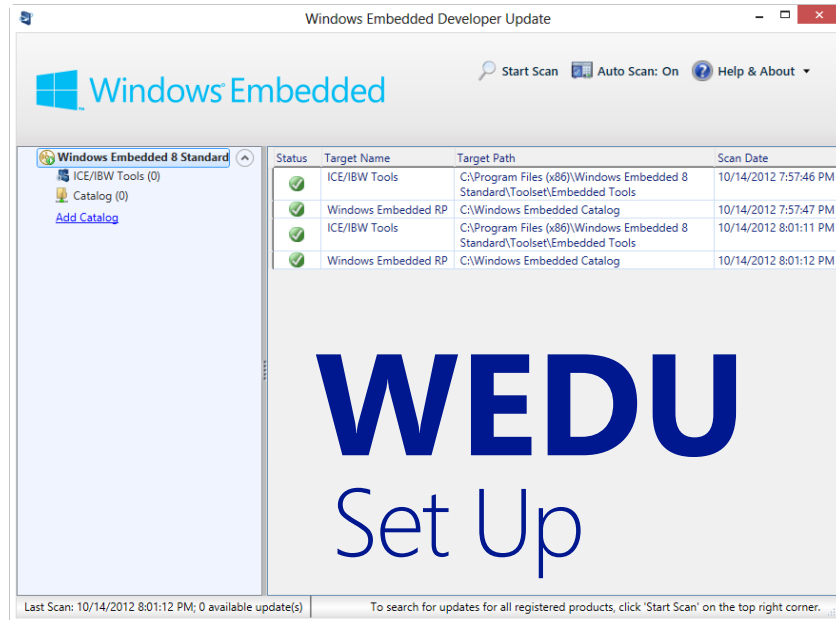 Windows Embedded Developer Update
Windows Embedded
Start Scan Auto Scan: On Help & About
Windows Embedded 8 Standard
ICE/IBW Tools (0)
Catalog (0)
Add Catalog
Status Target Name Target Path Scan Date
ICE/IBW Tools C:\Program Files (x86)\Windows Embedded 8 10/14/2012 7:57:46 PM
Standard\Toolset\Embedded Tools
Windows Embedded RP C:\Windows Embedded Catalog 10/14/2012 7:57:47 PM
ICE/IBW Tools C:\Program Files (x86)\Windows Embedded 8 10/14/2012 8:01:11 PM
Standard\Toolset\Embedded Tools
Windows Embedded RP C:\Windows Embedded Catalog 10/14/2012 8:01:12 PM
WEDU
Set Up
Last Scan: 10/14/2012 8:01:12 PM; 0 available update(s) To search for updates for all registered products, click 'Start Scan' on the top right corner.